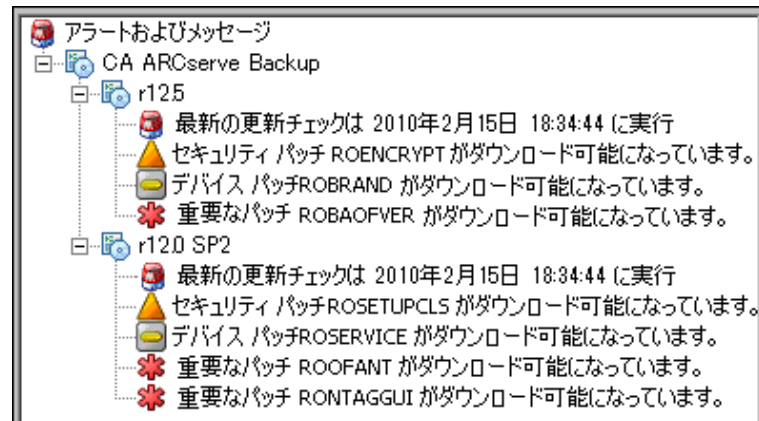 アラートおよびメッセージ
CA ARCserve Backup
r12.5
最新の更新チェックは 2010年2月15日 18:34:44 に実行
セキュリティ パッチ ROENCRYPT がダウンロード可能になっています。
デバイス パッチROBRAND がダウンロード可能になっています。
重要なパッチ ROBAOFVER がダウンロード可能になっています。
r12.0 SP2
最新の更新チェックは 2010年2月15日 18:34:44 に実行
セキュリティ パッチROSETUPCLS がダウンロード可能になっています。
デバイス パッチROSERVICE がダウンロード可能になっています。
重要なパッチ ROOFANT がダウンロード可能になっています。
重要なパッチ RONTAGGUI がダウンロード可能になっています。